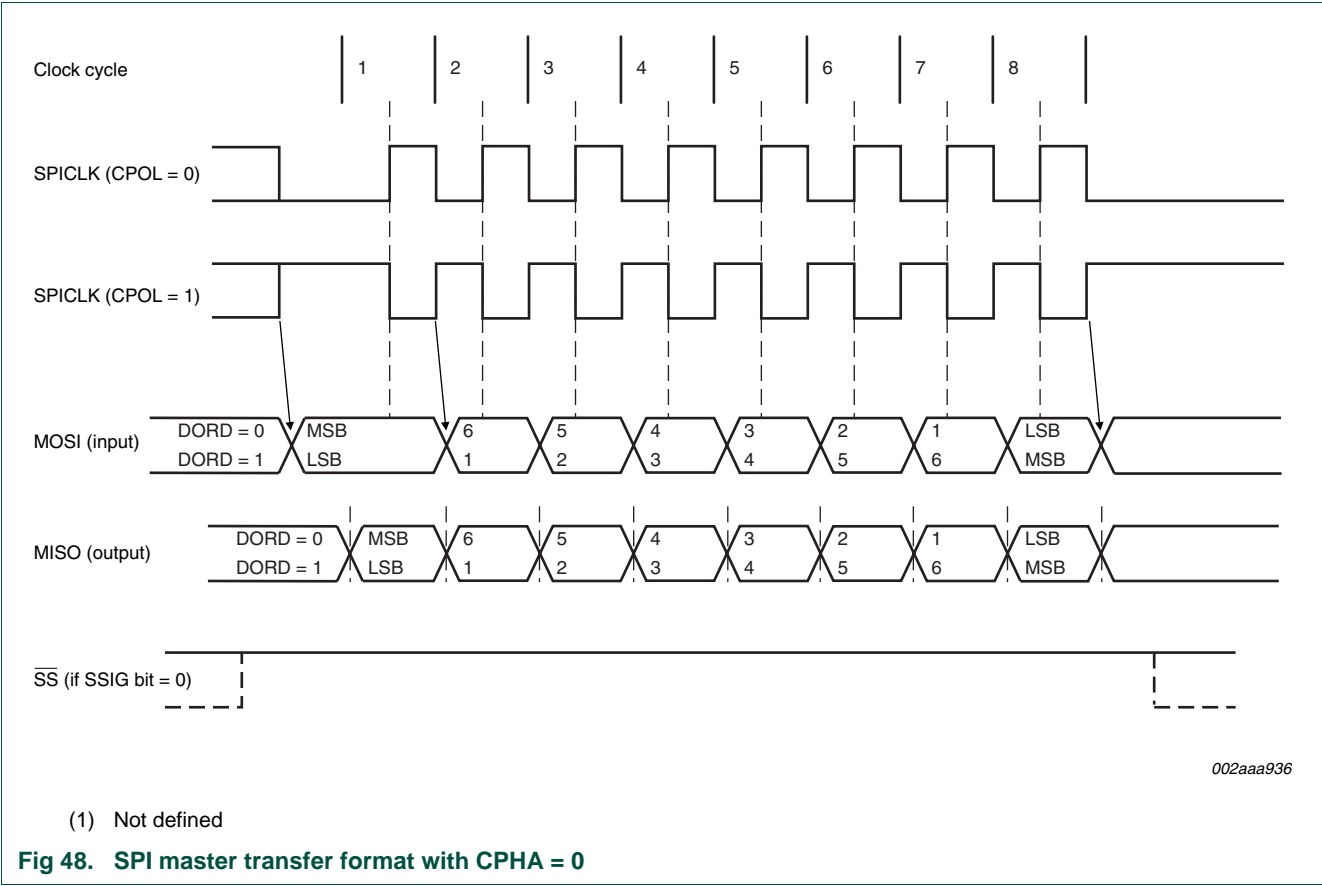 Clock cycle 1 2 3 4 5 6 7 8
SPICLK (CPOL = 0)
SPICLK (CPOL = 1)
MOSI (input) DORD = 0 MSB 6 5 4 3 2 1 LSB
DORD = 1 LSB 1 2 3 4 5 6 MSB
MISO (output) DORD = 0 MSB 6 5 4 3 2 1 LSB
DORD = 1 LSB 1 2 3 4 5 6 MSB
S̅S̅ (if SSIG bit = 0)
002aaa936
(1) Not defined
Fig 48. SPI master transfer format with CPHA = 0